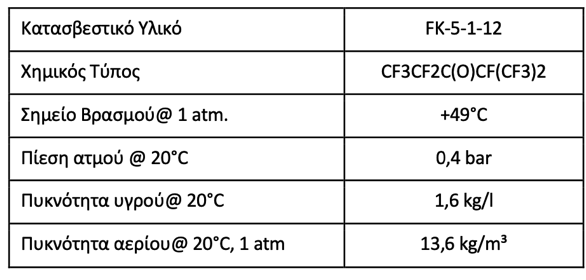 Κατασβεστικό Υλικό FK-5-1-12
Χημικός Τύπος CF3CF2C(O)CF(CF3)2
Σημείο Βρασμού@ 1 atm. +49°C
Πίεση ατμού @ 20°C 0,4 bar
Πυκνότητα υγρού@ 20°C 1,6 kg/l
Πυκνότητα αερίου@ 20°C, 1 atm 13,6 kg/m³